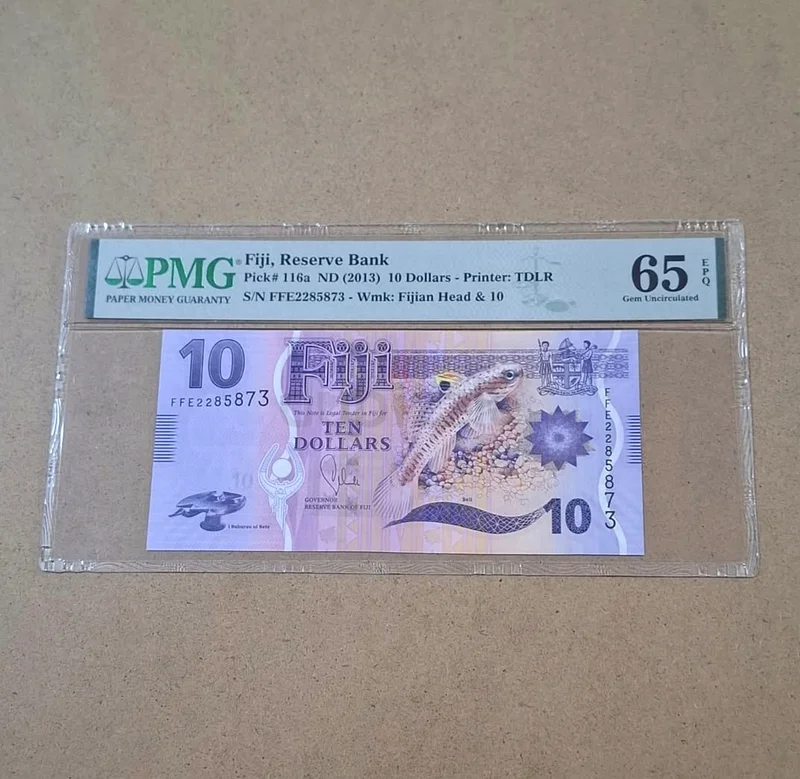 PMG
PAPER MONEY GUARANTY
Fiji, Reserve Bank
Pick# 116a ND (2013) 10 Dollars - Printer: TDLR
S/N FFE2285873 - Wmk: Fijian Head & 10
65 EPQ
Gem Uncirculated
10
FFE2285873
Fiji
This Note is Legal Tender in Fiji for
TEN
DOLLARS
GOVERNOR
RESERVE BANK OF FIJI
10
Beli
10
FFE2285873